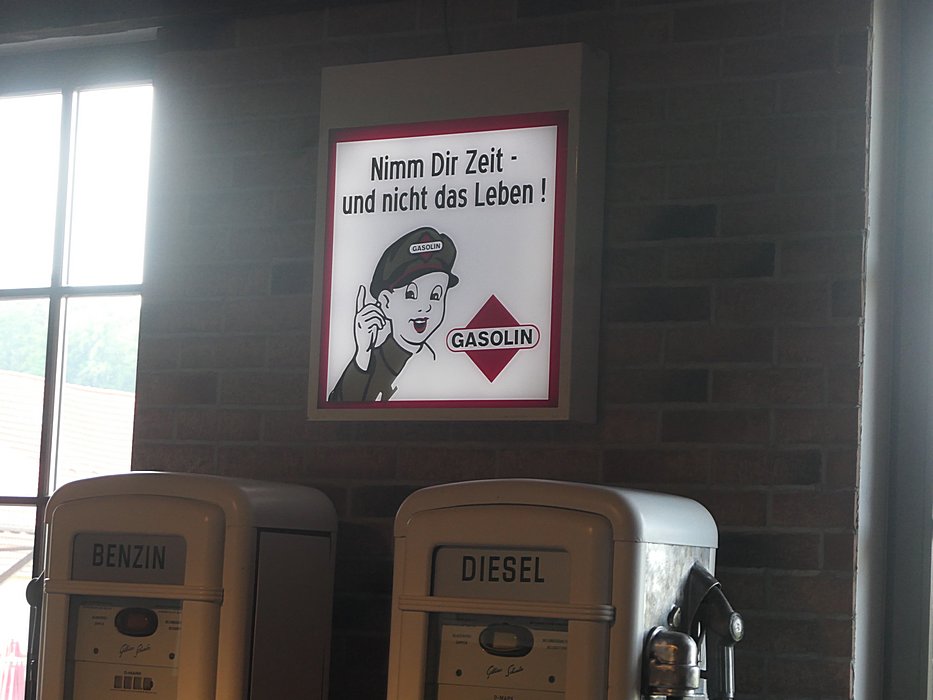 Nimm Dir Zeit -
und nicht das Leben !
GASOLIN
GASOLIN
BENZIN
DIESEL